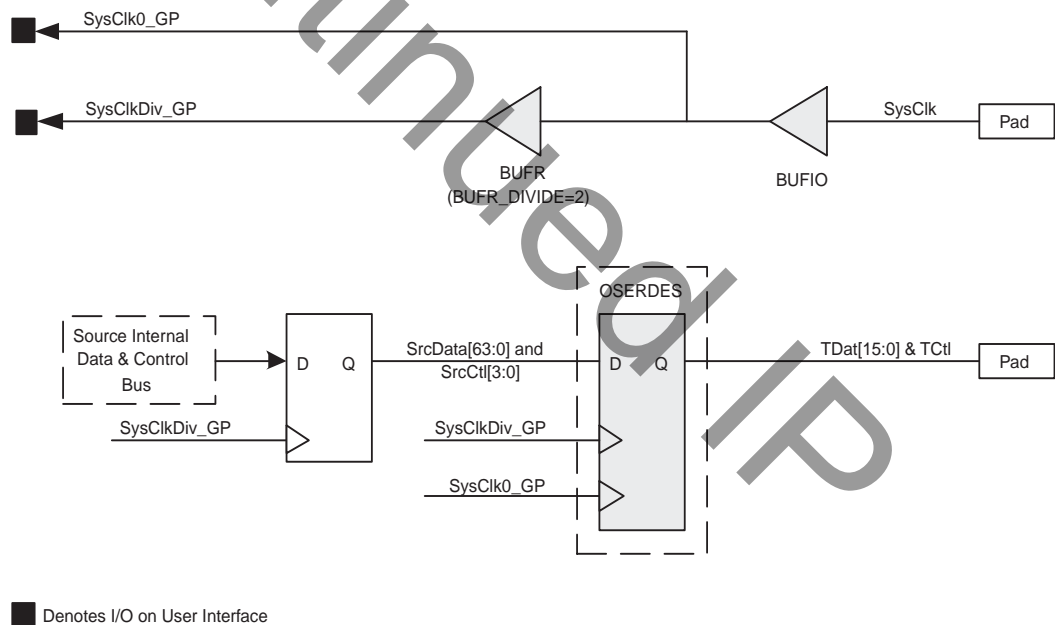 SysClk0_GP
SysClkDiv_GP
SysClk
Pad
BUFR
(BUFR_DIVIDE=2)
BUFIO
OSERDES
Source Internal
Data & Control
Bus
D Q
SrcData[63:0] and
SrcCtl[3:0]
D Q
TDat[15:0] & TCtl
Pad
SysClkDiv_GP
SysClkDiv_GP
SysClk0_GP
tinued IP
Denotes I/O on User Interface